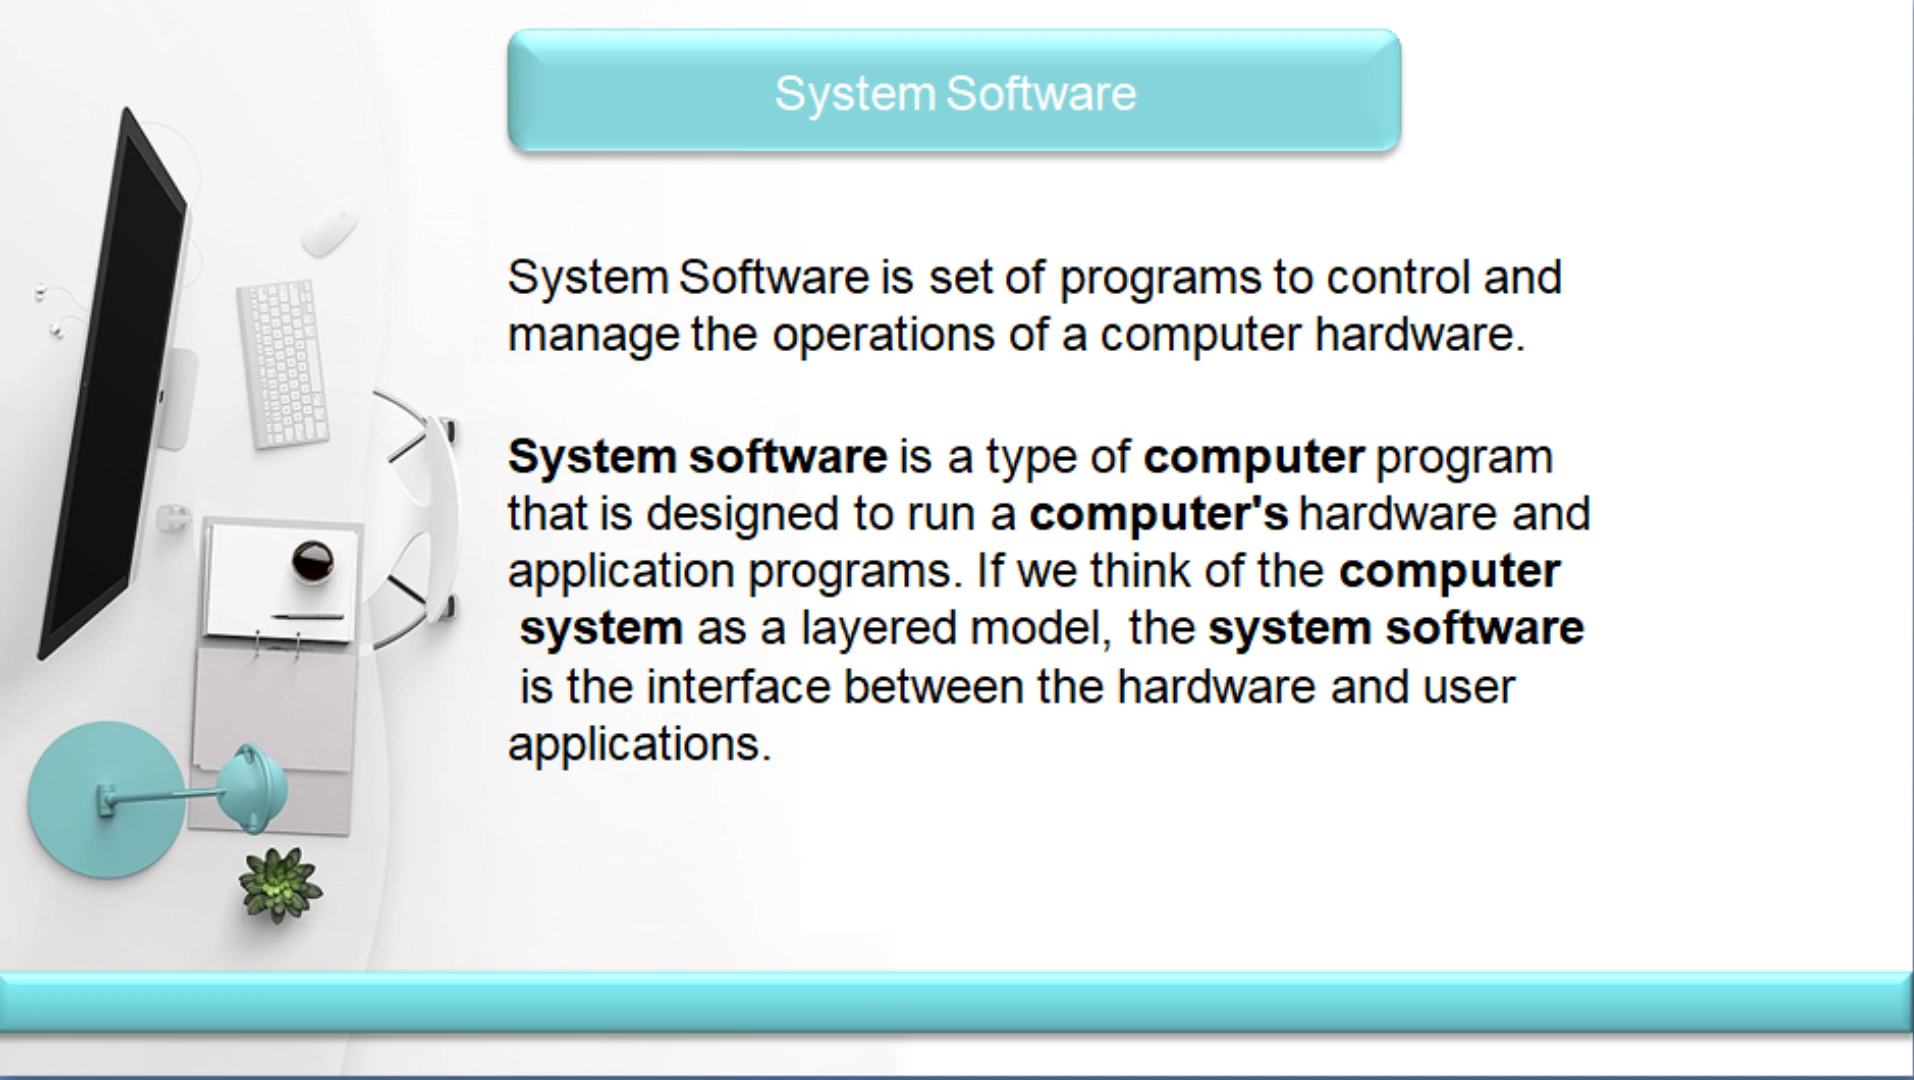 System Software
System Software is set of programs to control and
manage the operations of a computer hardware.
System software is a type of computer program
that is designed to run a computer's hardware and
application programs. If we think of the computer
system as a layered model, the system software
is the interface between the hardware and user
applications.